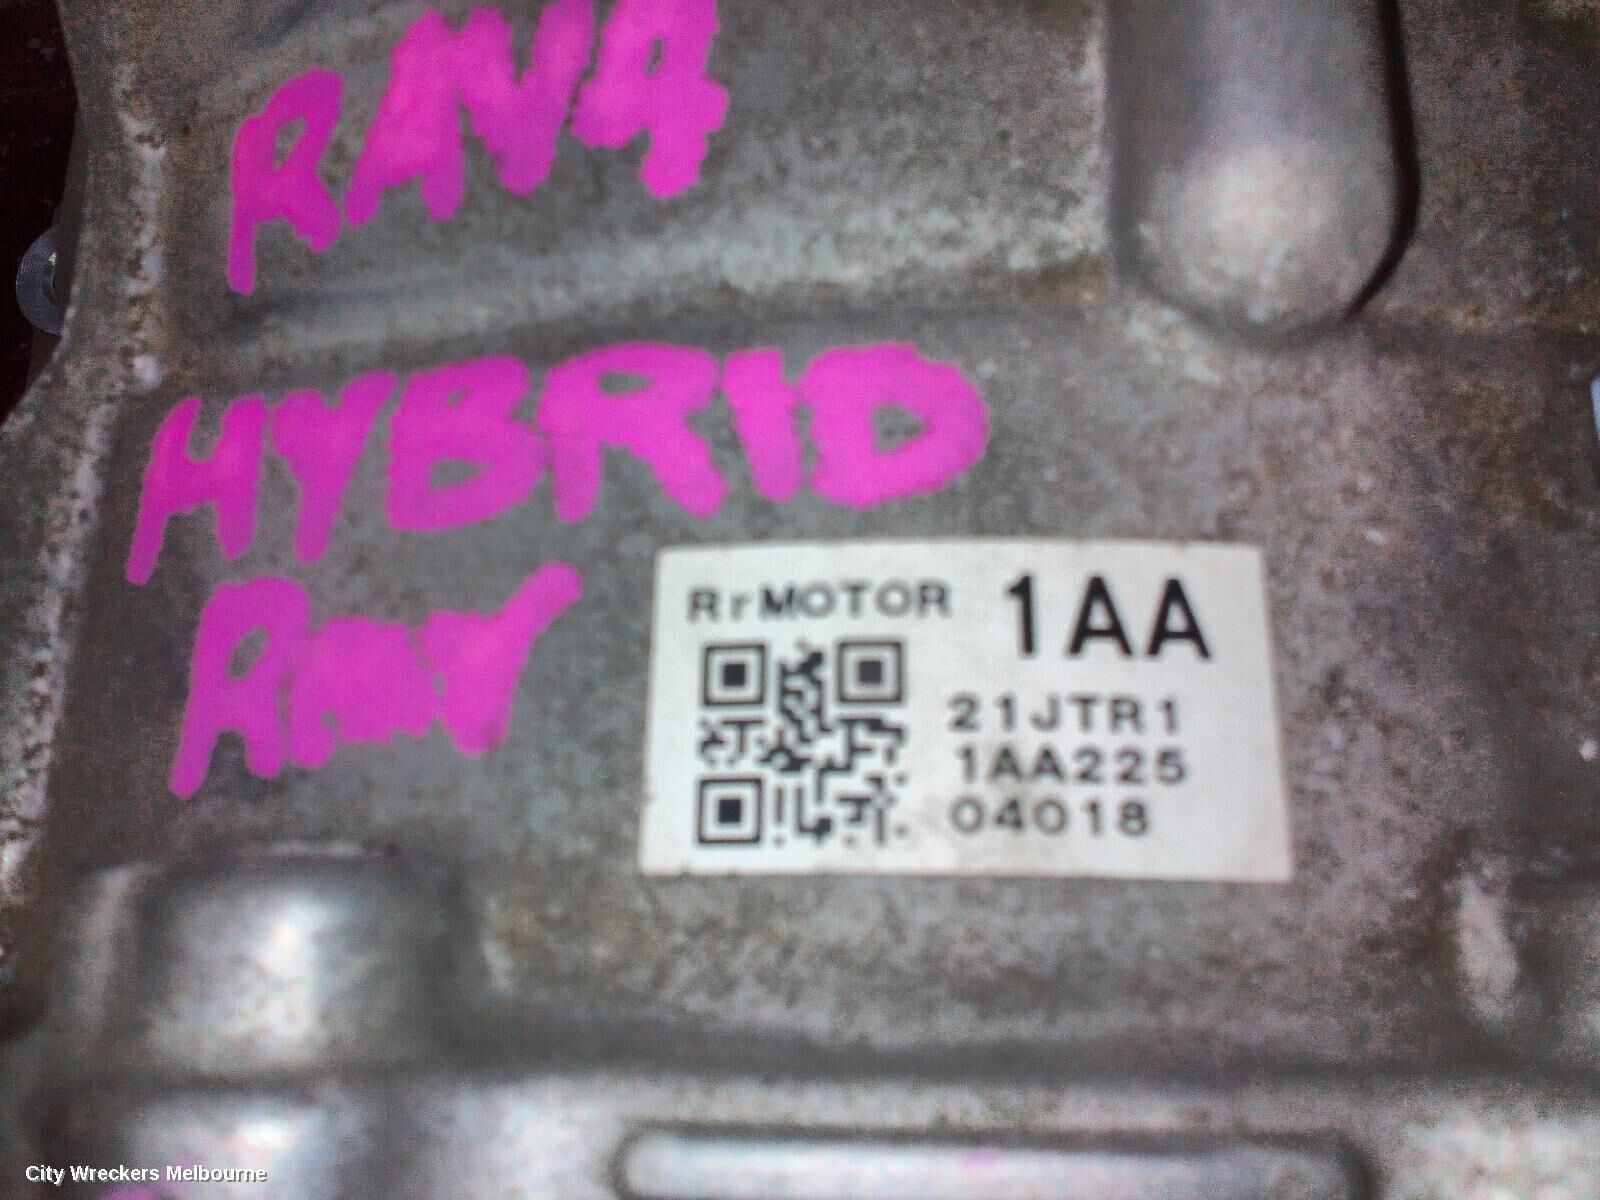 RAV4
HYBRID
RrMOTOR 1AA
21JTR1
1AA225
04018
City Wreckers Melbourne